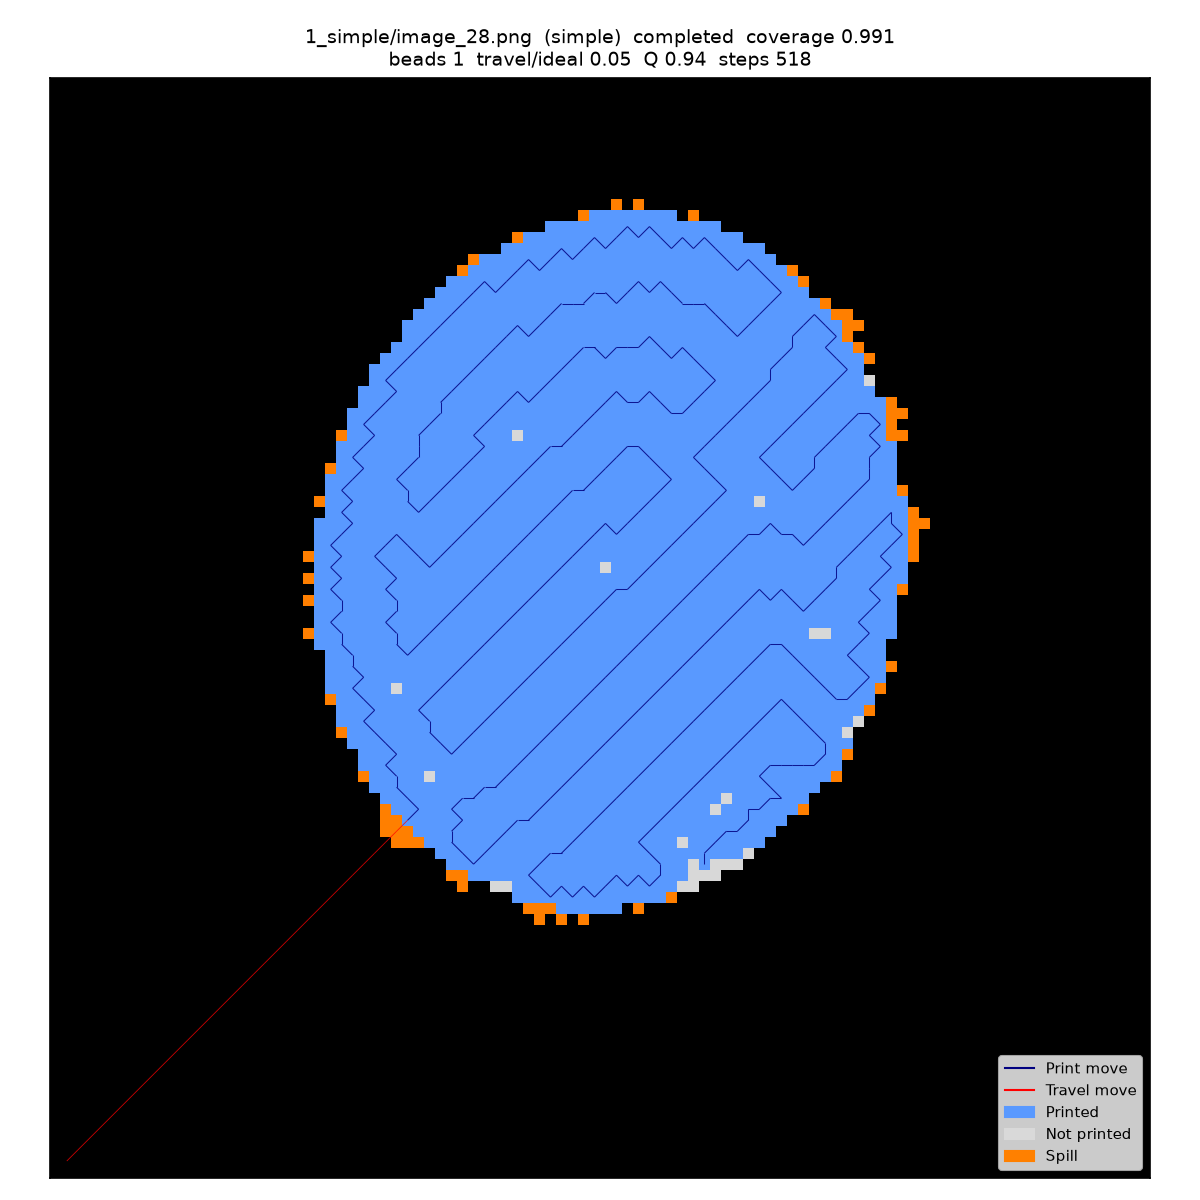 1_simple/image_28.png  (simple)  completed  coverage 0.991
beads 1  travel/ideal 0.05  Q 0.94  steps 518
Print move
Travel move
Printed
Not printed
Spill